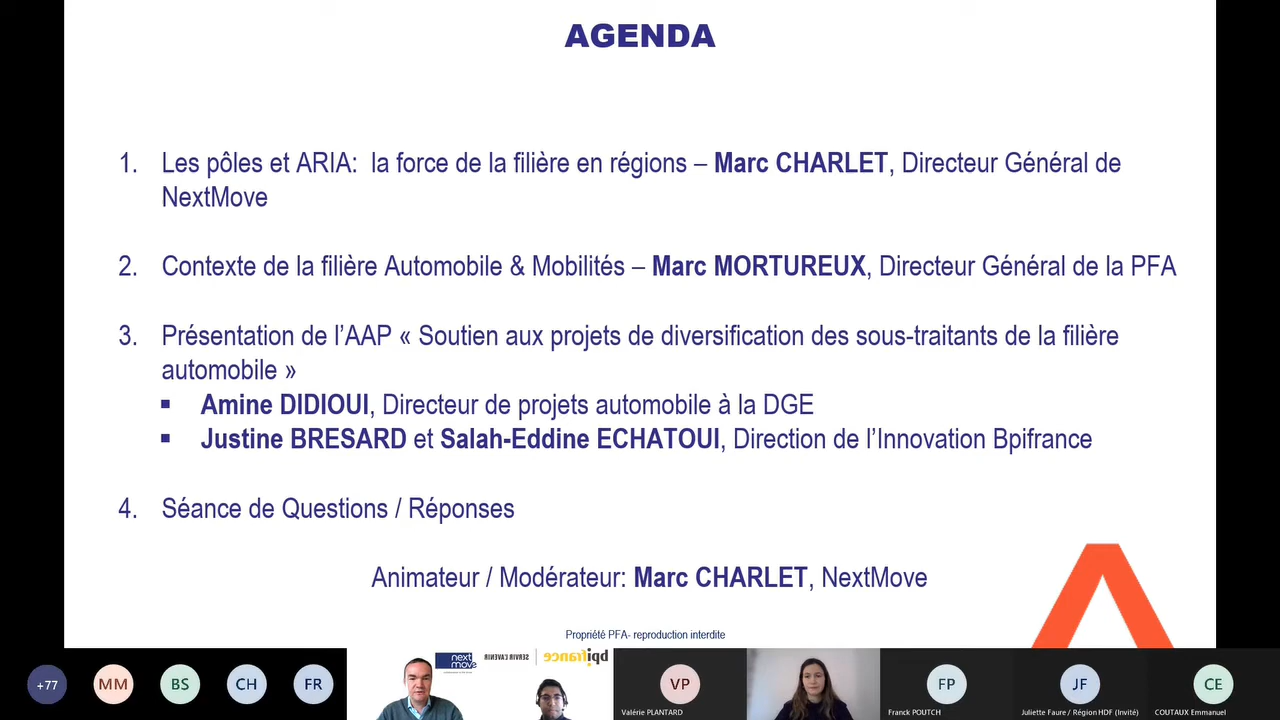 AGENDA
1. Les pôles et ARIA: la force de la filière en régions – Marc CHARLET, Directeur Général de
NextMove
2. Contexte de la filière Automobile & Mobilités – Marc MORTUREUX, Directeur Général de la PFA
3. Présentation de l'AAP « Soutien aux projets de diversification des sous-traitants de la filière
automobile »
▪ Amine DIDIOUI, Directeur de projets automobile à la DGE
▪ Justine BRESARD et Salah-Eddine ECHATOUI, Direction de l'Innovation Bpifrance
4. Séance de Questions / Réponses
Animateur / Modérateur: Marc CHARLET, NextMove
Propriété PFA- reproduction interdite
+77
MM
BS
CH
FR
next
move
SERVIR L'AVENIR
bpifrance
VP
Valérie PLANTARD
FP
Franck POUTCH
JF
Juliette Faure / Région HDF (Invité)
CE
COUTAUX Emmanuel